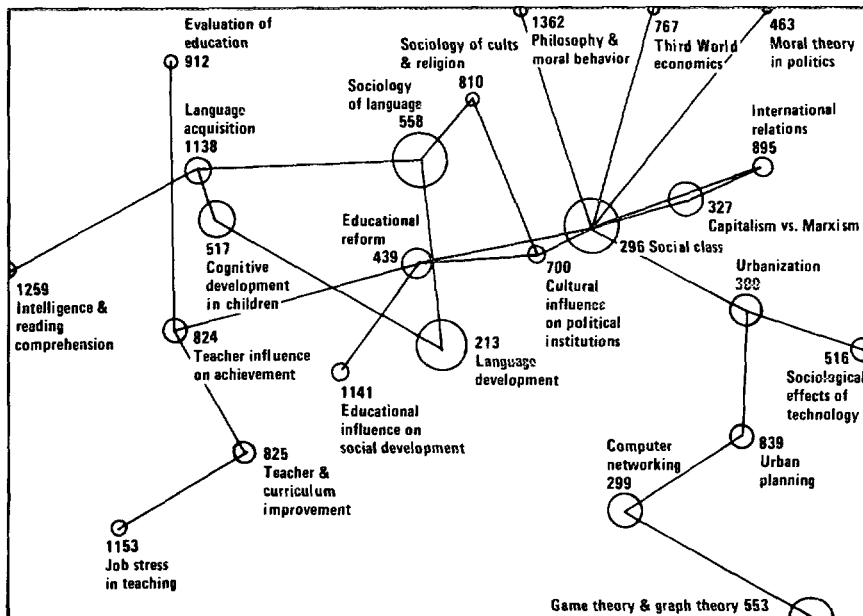 Evaluation of
education
912
Sociology of cults
& religion
810
1362
Philosophy &
moral behavior
767
Third World
economics
463
Moral theory
in politics
Language
acquisition
1138
Sociology
of language
558
International
relations
895
327
Capitalism vs. Marxism
517
Cognitive
development
in children
Educational
reform
439
296 Social class
700
Cultural
influence
on political
institutions
Urbanization
380
1259
Intelligence &
reading
comprehension
824
Teacher influence
on achievement
213
Language
development
516
Sociological
effects of
technology
1141
Educational
influence on
social development
825
Teacher &
curriculum
improvement
Computer
networking
299
839
Urban
planning
1153
Job stress
in teaching
Game theory & graph theory 553